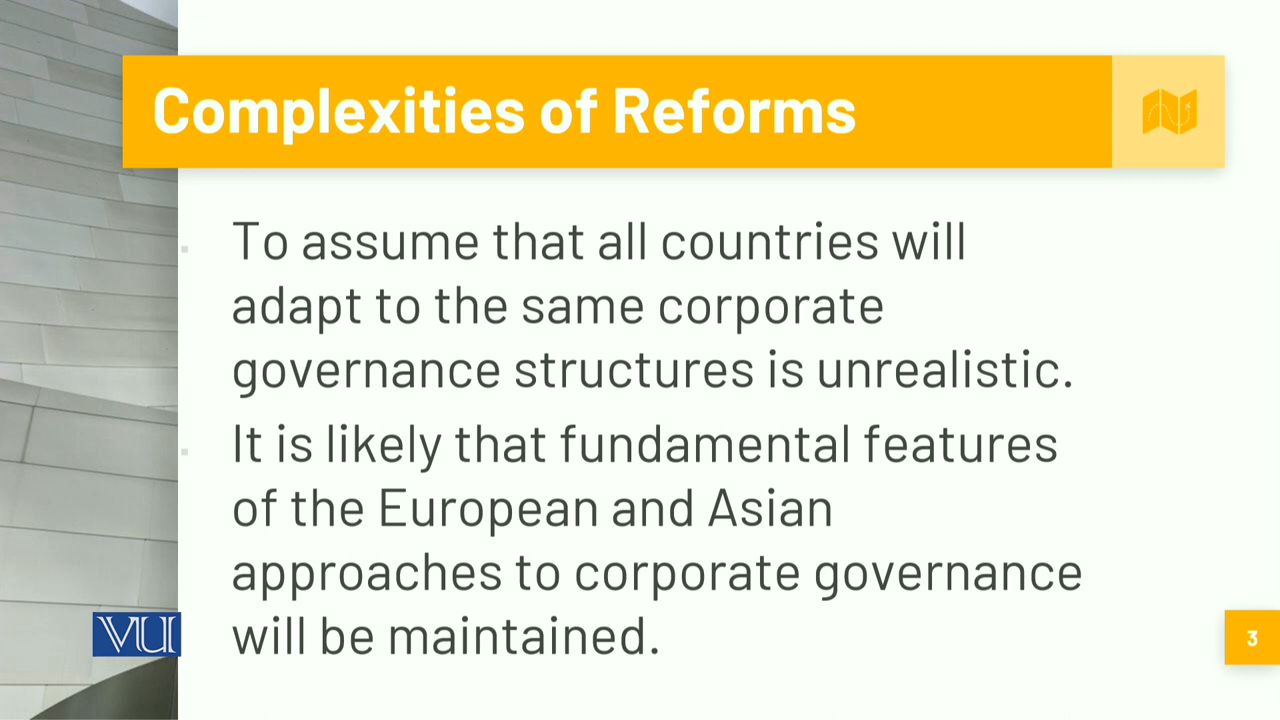 Complexities of Reforms
To assume that all countries will
adapt to the same corporate
governance structures is unrealistic.
It is likely that fundamental features
of the European and Asian
approaches to corporate governance
will be maintained.
VU
3